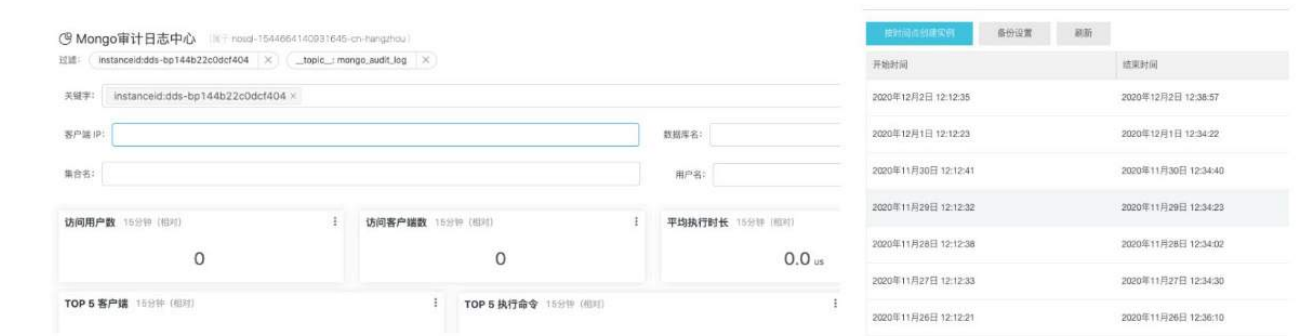 Mongo审计日志中心 (属于 nosql-1544664140931645-cn-hangzhou)
过滤: instanceid:dds-bp144b22c0dcf404 × __topic__: mongo_audit_log ×
关键字: instanceid:dds-bp144b22c0dcf404 ×
客户端 IP: 数据库名:
集合名: 用户名:
访问用户数 15分钟 (相对)
0
访问客户端数 15分钟 (相对)
0
平均执行时长 15分钟 (相对)
0.0 us
TOP 5 客户端 15分钟 (相对)
TOP 5 执行命令 15分钟 (相对)
按时间点创建实例 备份设置 刷新
开始时间 结束时间
2020年12月2日 12:12:35 2020年12月2日 12:38:57
2020年12月1日 12:12:23 2020年12月1日 12:34:22
2020年11月30日 12:12:41 2020年11月30日 12:34:40
2020年11月29日 12:12:32 2020年11月29日 12:34:23
2020年11月28日 12:12:38 2020年11月28日 12:34:02
2020年11月27日 12:12:33 2020年11月27日 12:34:30
2020年11月26日 12:12:21 2020年11月26日 12:36:10